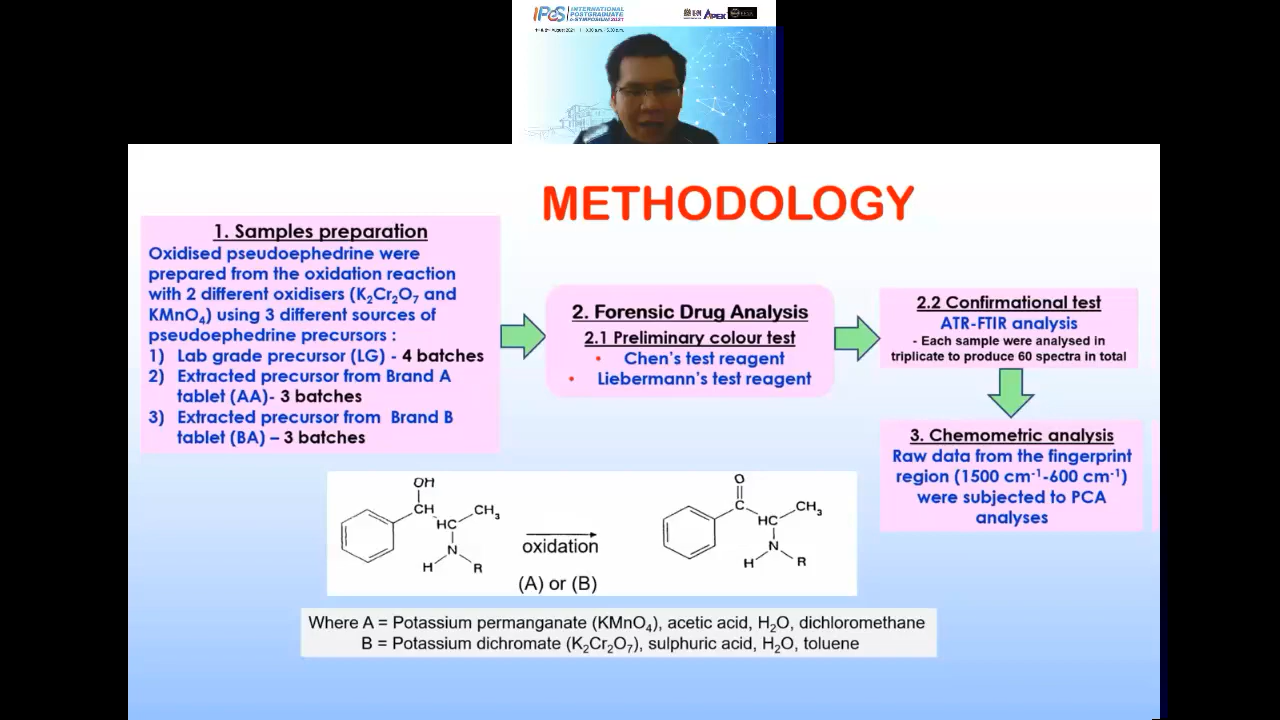 IPeS INTERNATIONAL
POSTGRADUATE
e-SYMPOSIUM 2021
APEX
METHODOLOGY
1. Samples preparation
Oxidised pseudoephedrine were
prepared from the oxidation reaction
with 2 different oxidisers (K₂Cr₂O₇ and
KMnO₄) using 3 different sources of
pseudoephedrine precursors :
1) Lab grade precursor (LG) - 4 batches
2) Extracted precursor from Brand A
tablet (AA)- 3 batches
3) Extracted precursor from Brand B
tablet (BA) – 3 batches
2. Forensic Drug Analysis
2.1 Preliminary colour test
• Chen's test reagent
• Liebermann's test reagent
2.2 Confirmational test
ATR-FTIR analysis
- Each sample were analysed in
triplicate to produce 60 spectra in total
3. Chemometric analysis
Raw data from the fingerprint
region (1500 cm⁻¹-600 cm⁻¹)
were subjected to PCA
analyses
OH
CH
CH₃
HC
N
H
R
oxidation
(A) or (B)
O
C
CH₃
HC
N
H
R
Where A = Potassium permanganate (KMnO₄), acetic acid, H₂O, dichloromethane
B = Potassium dichromate (K₂Cr₂O₇), sulphuric acid, H₂O, toluene